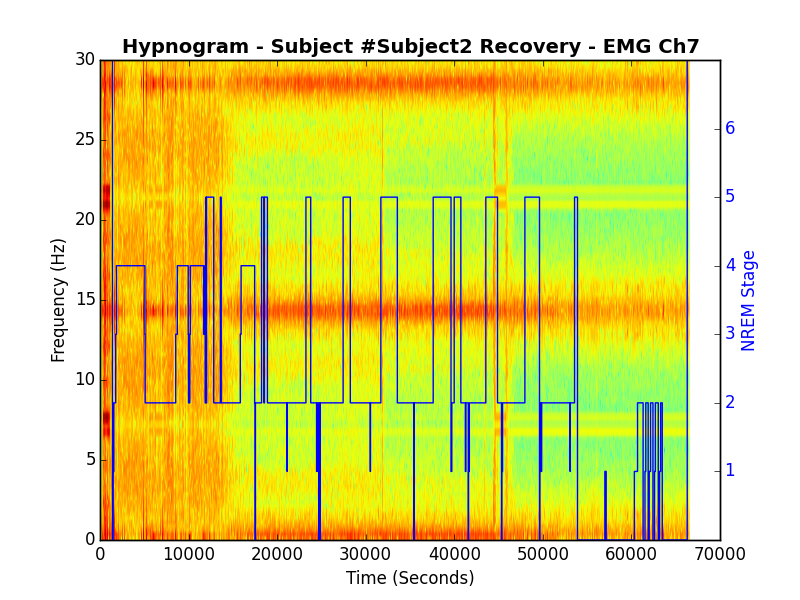 Hypnogram - Subject #Subject2 Recovery - EMG Ch7
30
25
20
15
10
5
0
Frequency (Hz)
6
5
4
3
2
1
NREM Stage
0 10000 20000 30000 40000 50000 60000 70000
Time (Seconds)